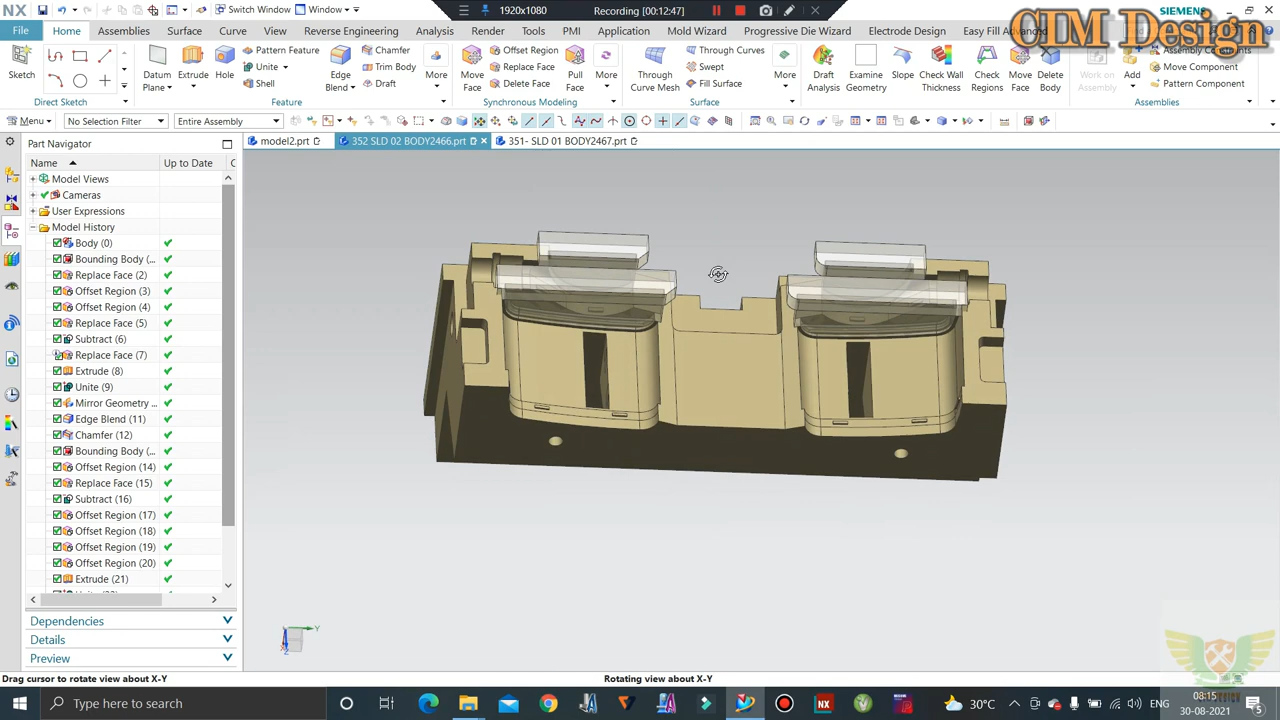 NX
Switch Window
Window
1920x1080
Recording [00:12:47]
SIEMENS
CIM Design
File
Home
Assemblies
Surface
Curve
View
Reverse Engineering
Analysis
Render
Tools
PMI
Application
Mold Wizard
Progressive Die Wizard
Electrode Design
Easy Fill Advanced
Sketch
Direct Sketch
Datum Plane
Extrude
Hole
Pattern Feature
Unite
Shell
Edge Blend
Chamfer
Trim Body
Draft
More
Feature
Move Face
Offset Region
Replace Face
Delete Face
Pull Face
More
Synchronous Modeling
Through Curve Mesh
Through Curves
Swept
Fill Surface
More
Surface
Draft Analysis
Examine Geometry
Slope
Check Wall Thickness
Check Regions
Move Face
Delete Body
Work on Assembly
Add
Assembly Constraints
Move Component
Pattern Component
Assemblies
Menu
No Selection Filter
Entire Assembly
Part Navigator
model2.prt
352 SLD 02 BODY2466.prt
351- SLD 01 BODY2467.prt
Name
Up to Date
C
Model Views
Cameras
User Expressions
Model History
Body (0)
Bounding Body (...
Replace Face (2)
Offset Region (3)
Offset Region (4)
Replace Face (5)
Subtract (6)
Replace Face (7)
Extrude (8)
Unite (9)
Mirror Geometry ...
Edge Blend (11)
Chamfer (12)
Bounding Body (...
Offset Region (14)
Replace Face (15)
Subtract (16)
Offset Region (17)
Offset Region (18)
Offset Region (19)
Offset Region (20)
Extrude (21)
Dependencies
Details
Preview
Y
Z
Drag cursor to rotate view about X-Y
Rotating view about X-Y
Type here to search
NX
30°C
ENG
08:15
30-08-2021
5